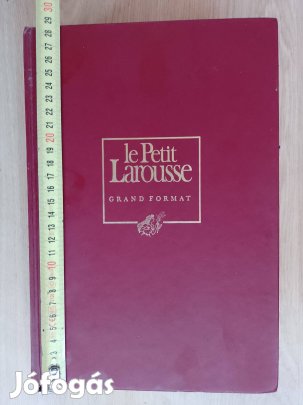 le Petit
Larousse
GRAND FORMAT
Jófogás